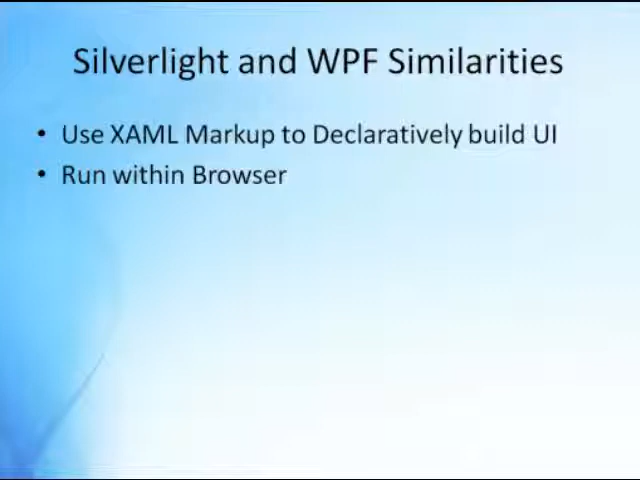 Silverlight and WPF Similarities
• Use XAML Markup to Declaratively build UI
• Run within Browser